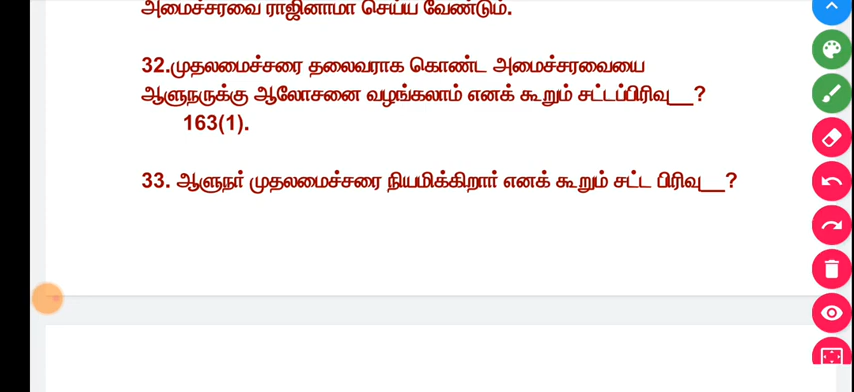 அமைச்சரவை ராஜினாமா செய்ய வேண்டும்.
32.முதலமைச்சரை தலைவராக கொண்ட அமைச்சரவையை
ஆளுநருக்கு ஆலோசனை வழங்கலாம் எனக் கூறும் சட்டப்பிரிவு__?
163(1).
33. ஆளுநர் முதலமைச்சரை நியமிக்கிறார் எனக் கூறும் சட்ட பிரிவு__?